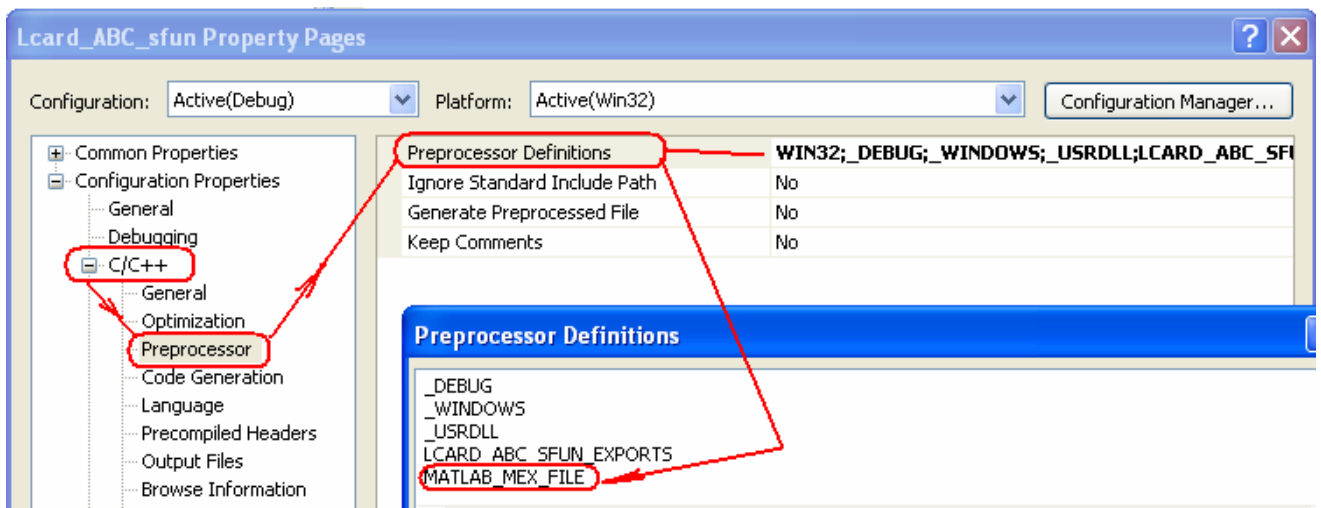 Lcard_ABC_sfun Property Pages
Configuration: Active(Debug) Platform: Active(Win32) Configuration Manager...
Common Properties
Configuration Properties
General
Debugging
C/C++
General
Optimization
Preprocessor
Code Generation
Language
Precompiled Headers
Output Files
Browse Information
Preprocessor Definitions WIN32;_DEBUG;_WINDOWS;_USRDLL;LCARD_ABC_SFU
Ignore Standard Include Path No
Generate Preprocessed File No
Keep Comments No
Preprocessor Definitions
_DEBUG
_WINDOWS
_USRDLL
LCARD_ABC_SFUN_EXPORTS
MATLAB_MEX_FILE